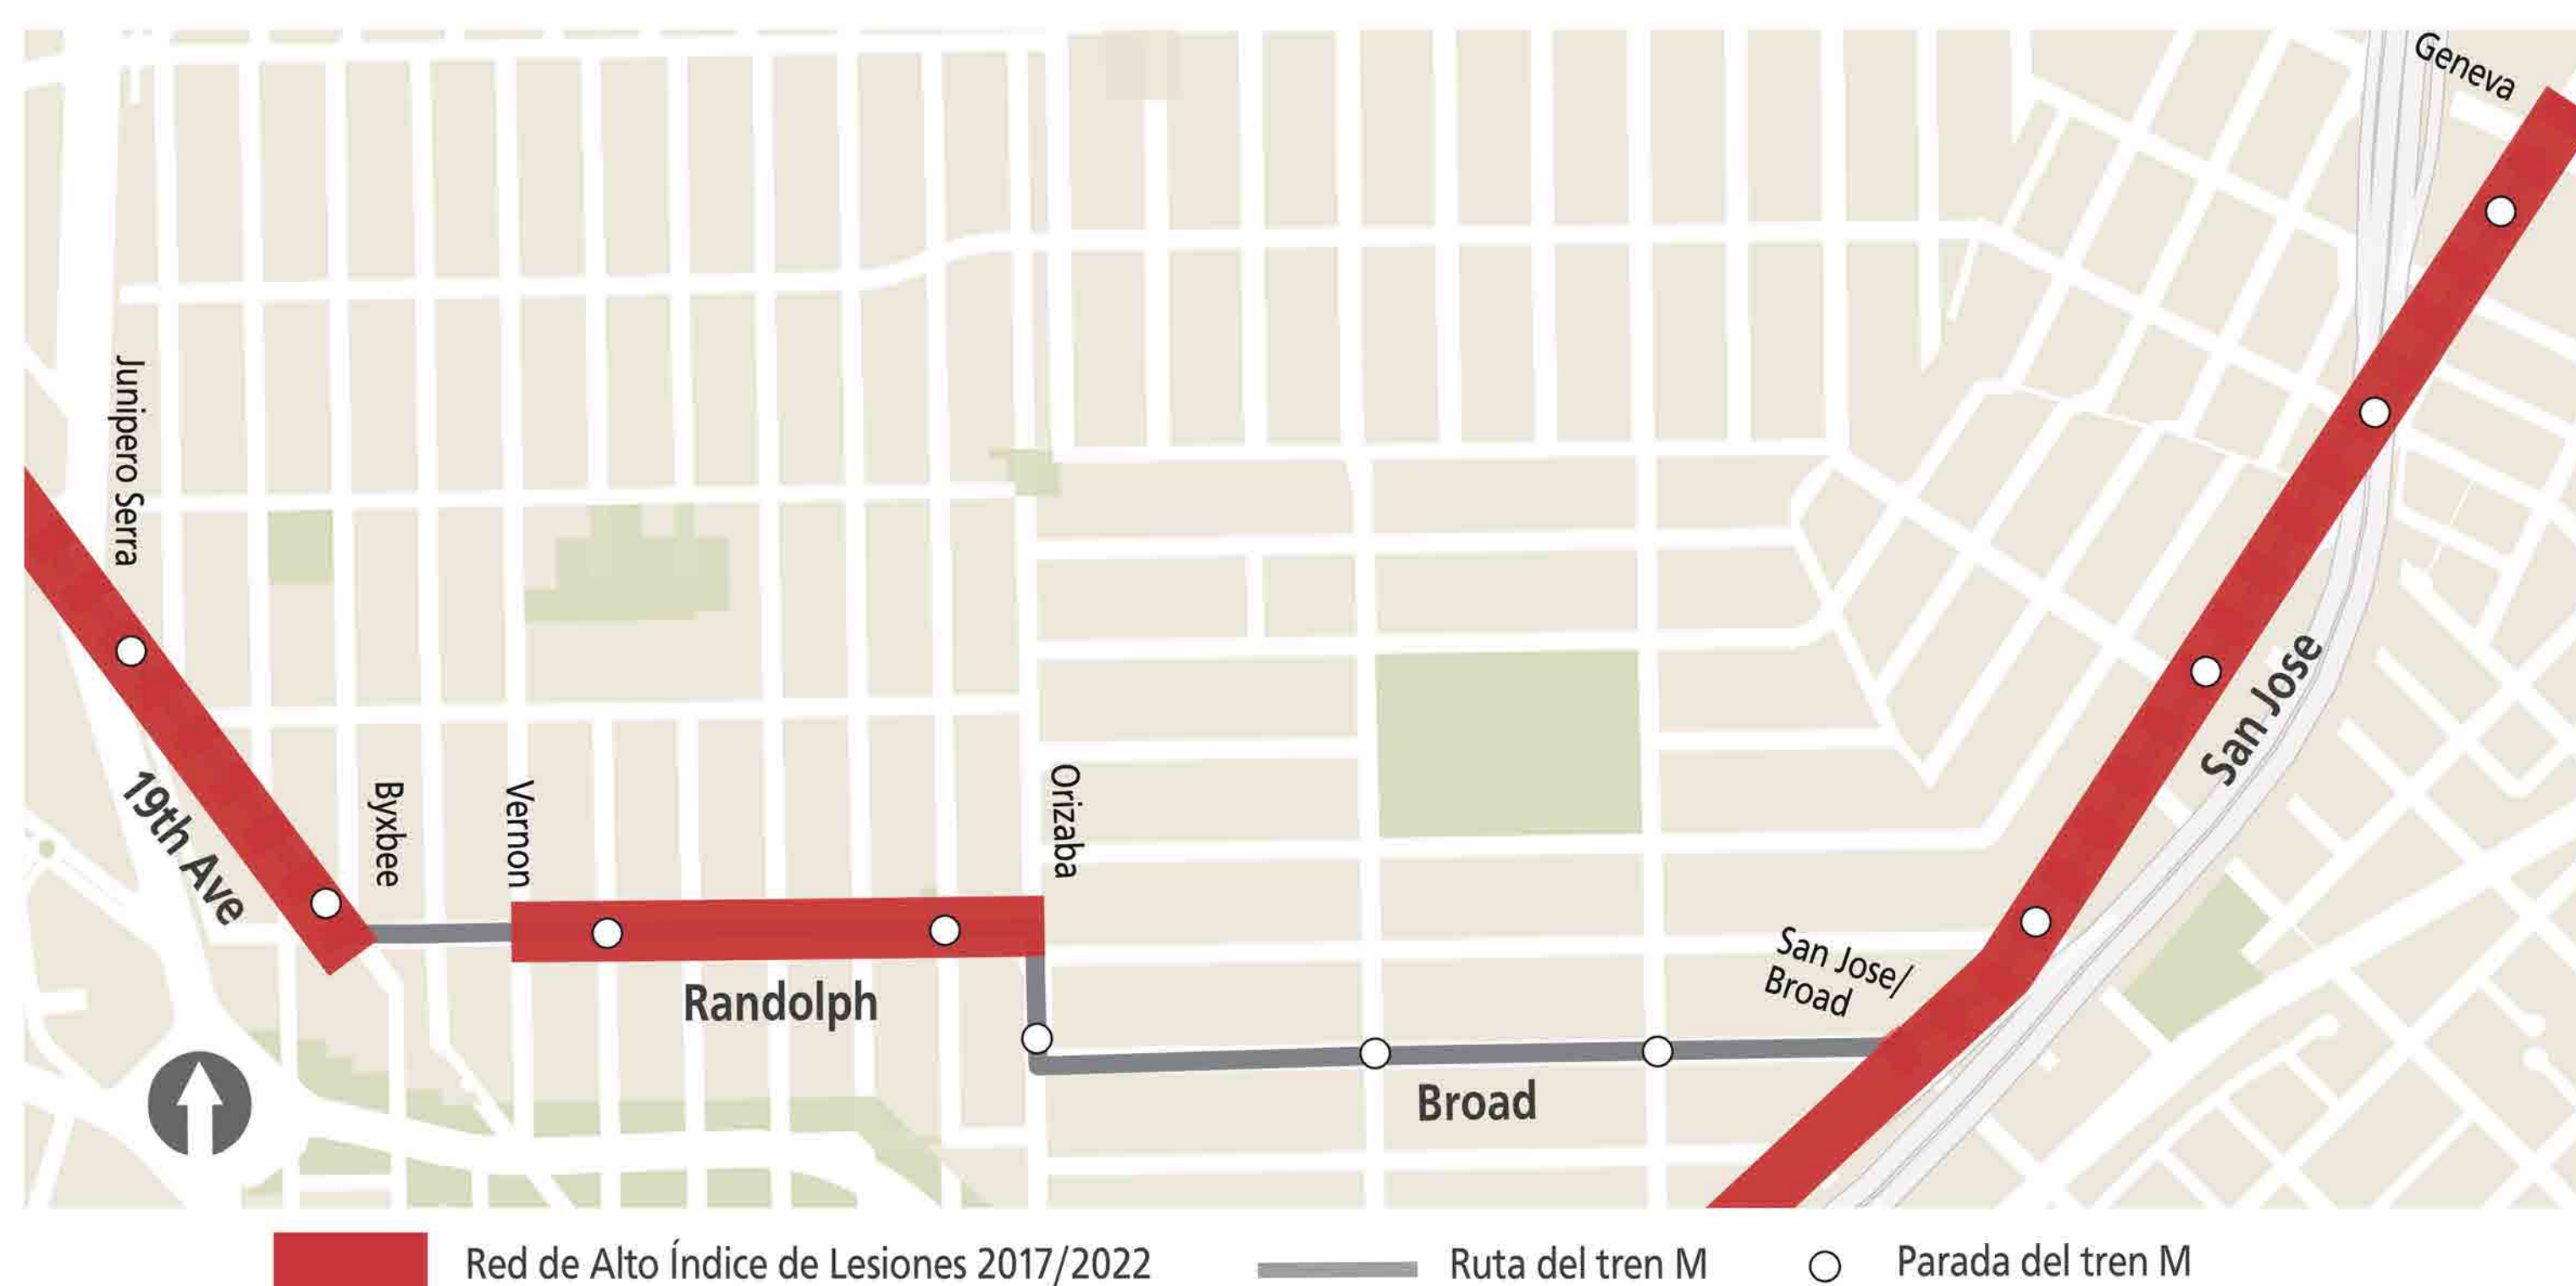 Geneva
Junipero Serra
19th Ave
Byxbee
Vernon
Orizaba
San Jose
San Jose/
Broad
Randolph
Broad
Red de Alto Índice de Lesiones 2017/2022
Ruta del tren M
Parada del tren M